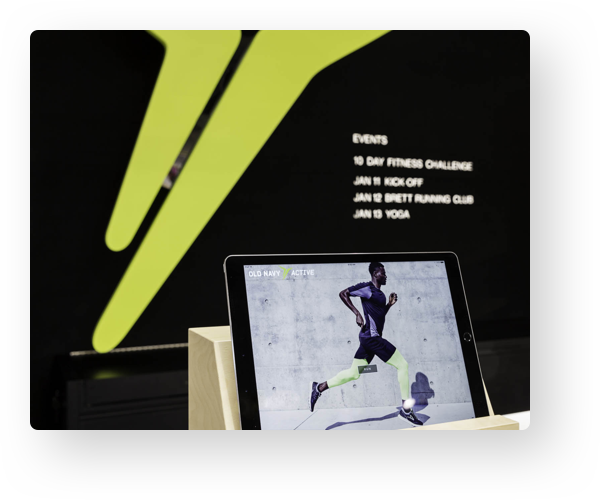 EVENTS
10 DAY FITNESS CHALLENGE
JAN 11 KICK-OFF
JAN 12 BRETT RUNNING CLUB
JAN 13 YOGA
OLD NAVY ACTIVE